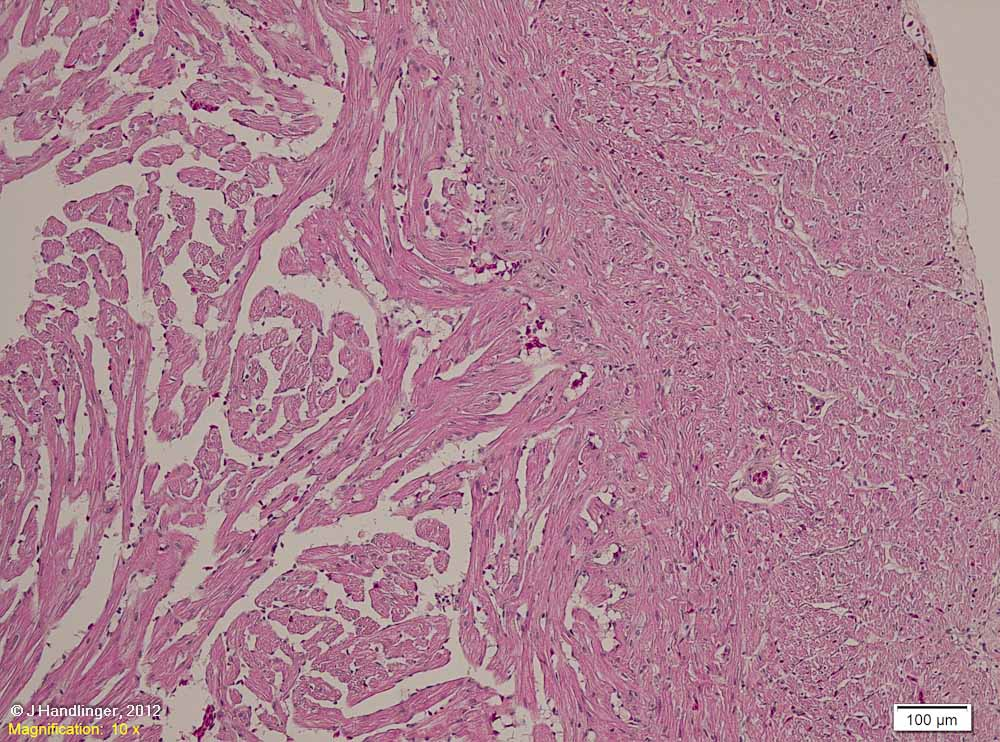 © J Handlinger, 2012
Magnification: 10 x
100 µm